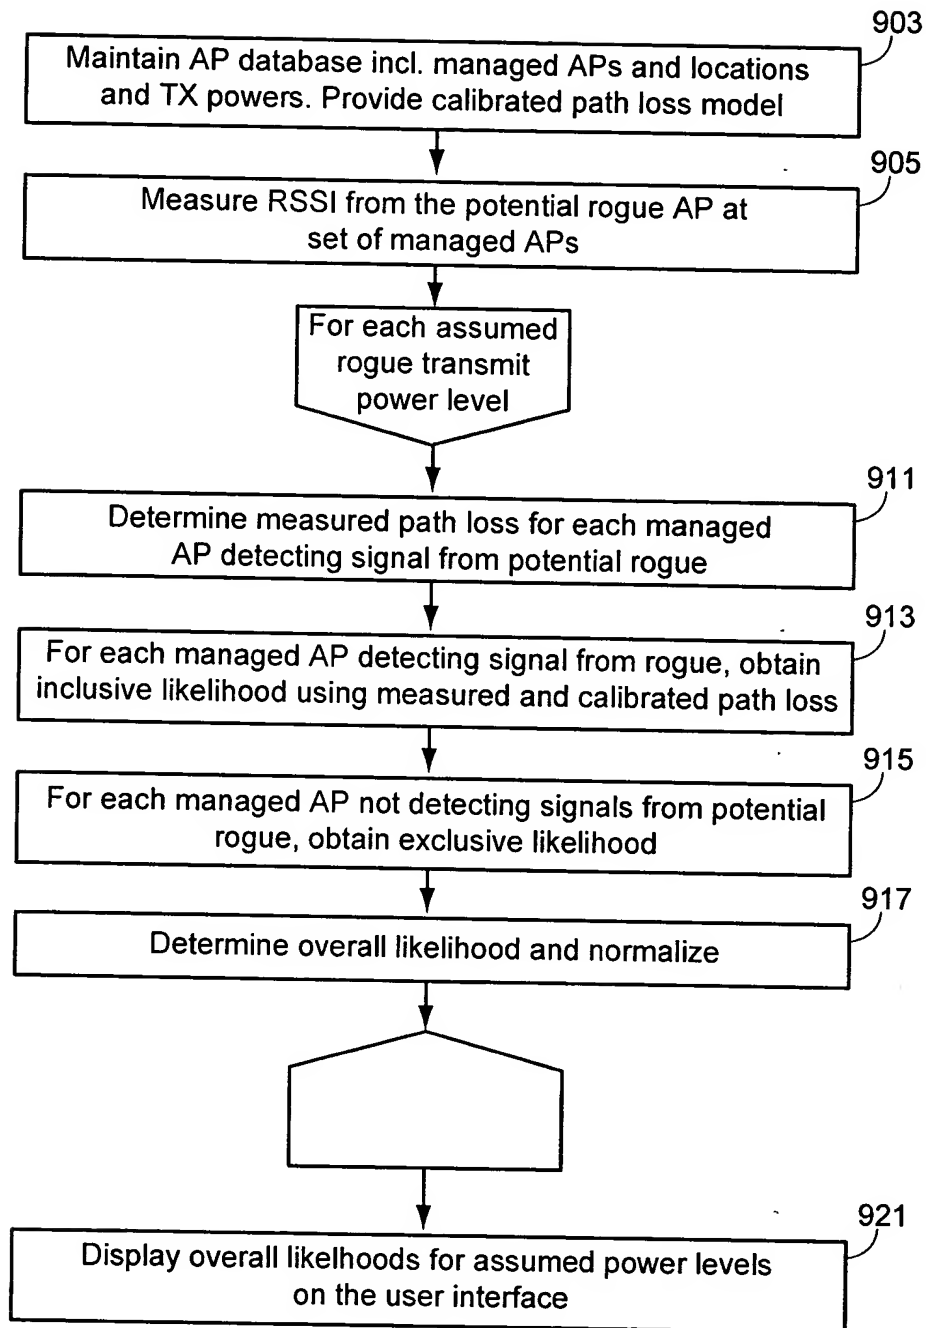 903
Maintain AP database incl. managed APs and locations
and TX powers. Provide calibrated path loss model
905
Measure RSSI from the potential rogue AP at
set of managed APs
For each assumed
rogue transmit
power level
911
Determine measured path loss for each managed
AP detecting signal from potential rogue
913
For each managed AP detecting signal from rogue, obtain
inclusive likelihood using measured and calibrated path loss
915
For each managed AP not detecting signals from potential
rogue, obtain exclusive likelihood
917
Determine overall likelihood and normalize
921
Display overall likelhoods for assumed power levels
on the user interface